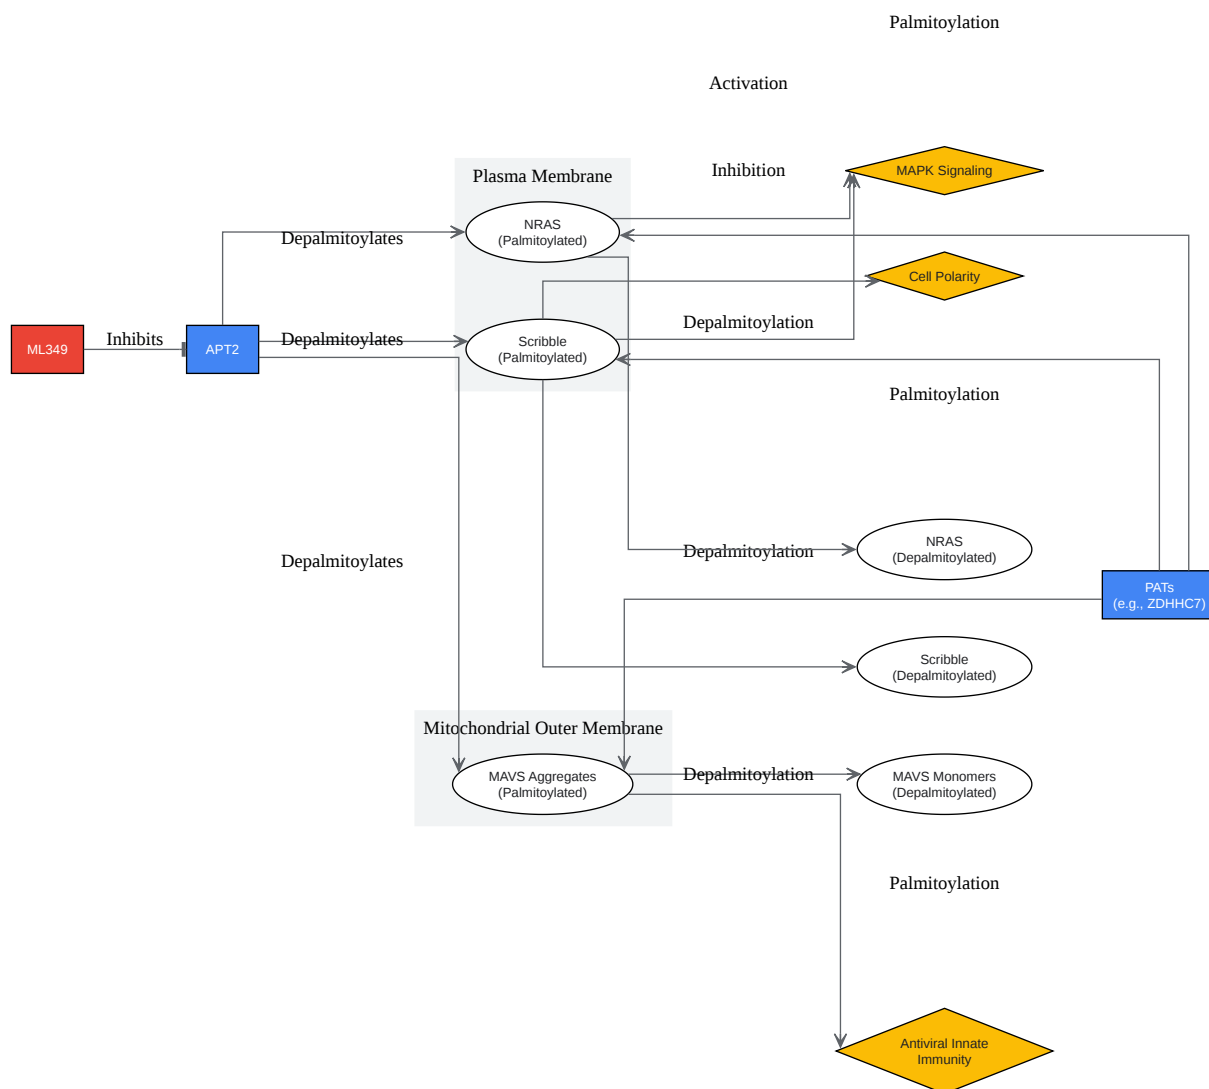 Palmitoylation
Activation
Inhibition
MAPK Signaling
Plasma Membrane
NRAS
(Palmitoylated)
Depalmitoylates
Cell Polarity
Depalmitoylation
ML349
Inhibits
APT2
Depalmitoylates
Scribble
(Palmitoylated)
Palmitoylation
Depalmitoylates
Depalmitoylation
NRAS
(Depalmitoylated)
PATs
(e.g., ZDHHC7)
Scribble
(Depalmitoylated)
Mitochondrial Outer Membrane
MAVS Aggregates
(Palmitoylated)
Depalmitoylation
MAVS Monomers
(Depalmitoylated)
Palmitoylation
Antiviral Innate
Immunity